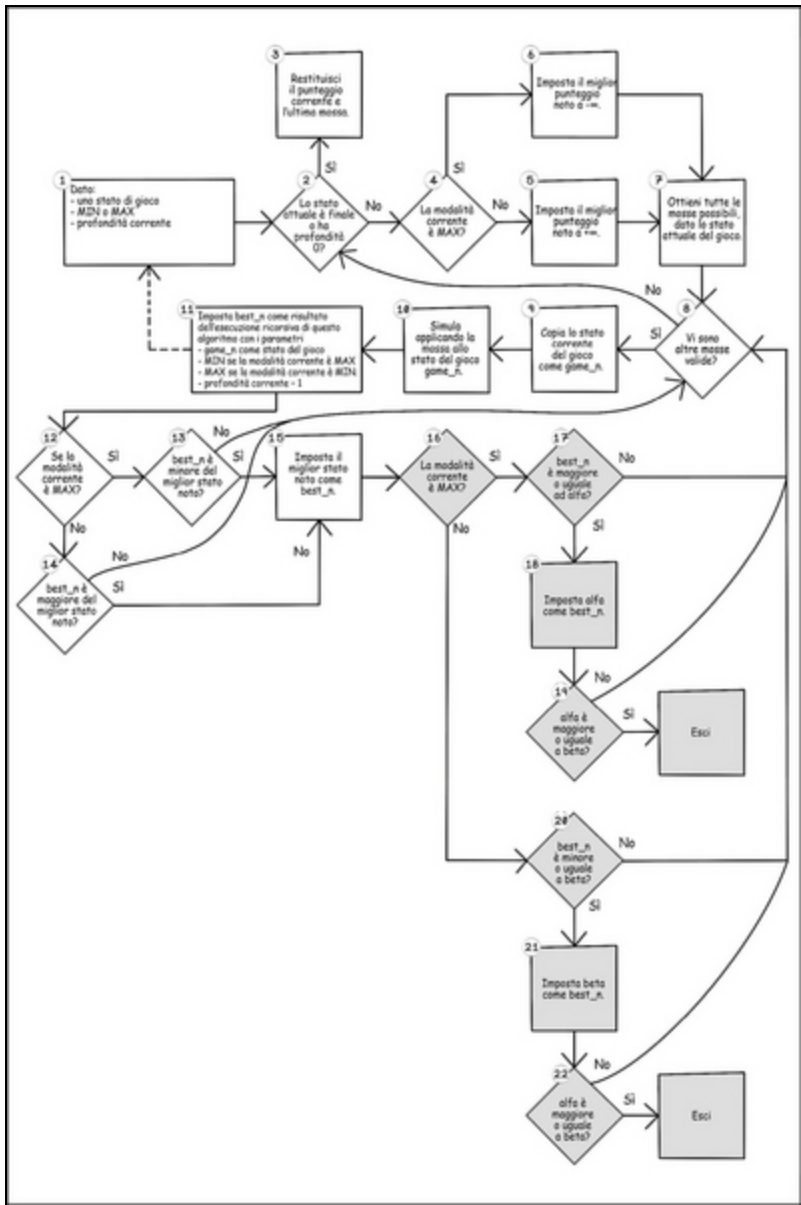 3
Restituisci
il punteggio
corrente e
l'ultima mossa.
6
Imposta il miglior
punteggio
noto a -∞.
1
Dato:
- uno stato di gioco
- MIN o MAX
- profondità corrente
Sì
2
Lo stato
attuale è finale
o ha
profondità
0?
No
Sì
4
La modalità
corrente
è MAX?
No
5
Imposta il miglior
punteggio
noto a +∞.
7
Ottieni tutte le
mosse possibili,
dato lo stato
attuale del gioco.
No
11
Imposta best_n come risultato
dell'esecuzione ricorsiva di questo
algoritmo con i parametri
- game_n come stato del gioco
- MIN se la modalità corrente è MAX
- MAX se la modalità corrente è MIN
- profondità corrente - 1
10
Simula
applicando la
mossa allo
stato del gioco
game_n.
9
Copia lo stato
corrente
del gioco
come game_n.
Sì
8
Vi sono
altre mosse
valide?
12
Se la
modalità
corrente
è MAX?
Sì
No
13
best_n è
minore del
miglior stato
noto?
No
Sì
15
Imposta il
miglior stato
noto come
best_n.
16
La modalità
corrente
è MAX?
Sì
No
17
best_n
è maggiore
o uguale
ad alfa?
No
Sì
14
best_n è
maggiore del
miglior stato
noto?
No
Sì
No
18
Imposta alfa
come best_n.
19
alfa è
maggiore
o uguale
a beta?
No
Sì
Esci
20
best_n
è minore
o uguale
a beta?
No
Sì
21
Imposta beta
come best_n.
22
alfa è
maggiore
o uguale
a beta?
No
Sì
Esci